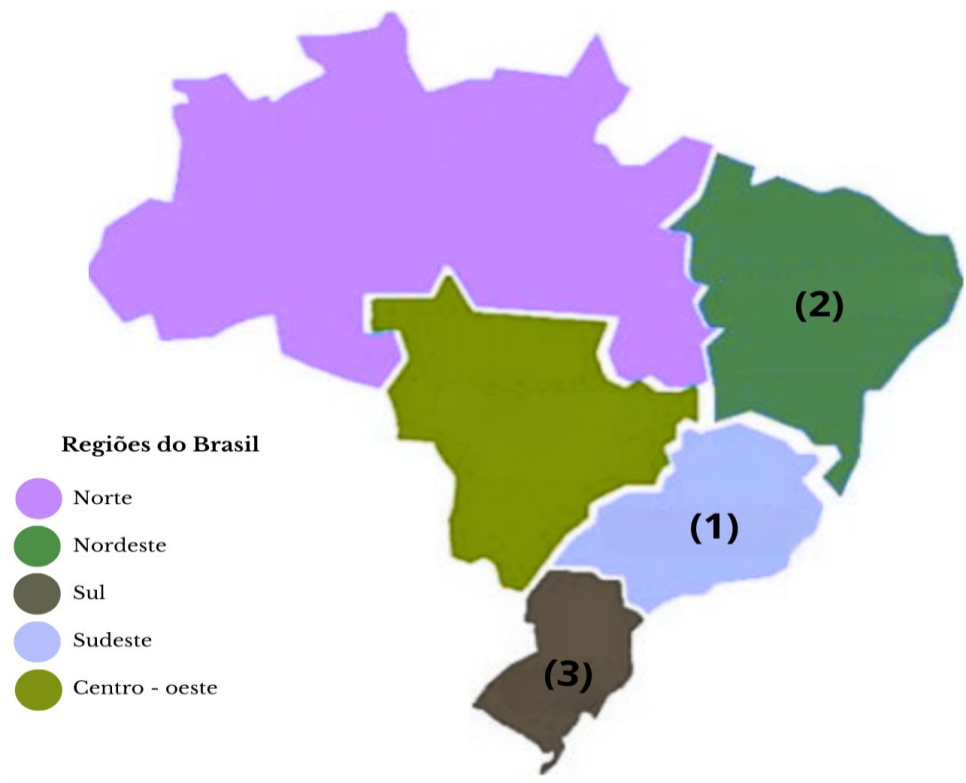 (2)
Regiões do Brasil
Norte
(1)
Nordeste
Sul
Sudeste
(3)
Centro - oeste